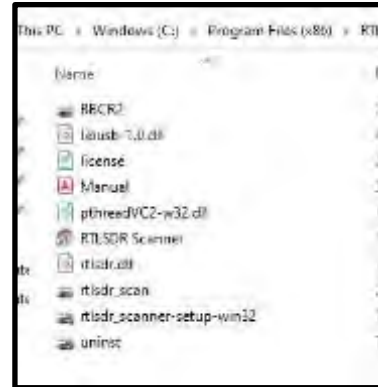 This PC › Windows (C:) › Program Files (x86) › RTL
Name
BBCR2
libusb-1.0.dll
license
Manual
pthreadVC2-w32.dll
RTLSDR Scanner
rtlsdr.dll
rtlsdr_scan
rtlsdr_scanner-setup-win32
uninst